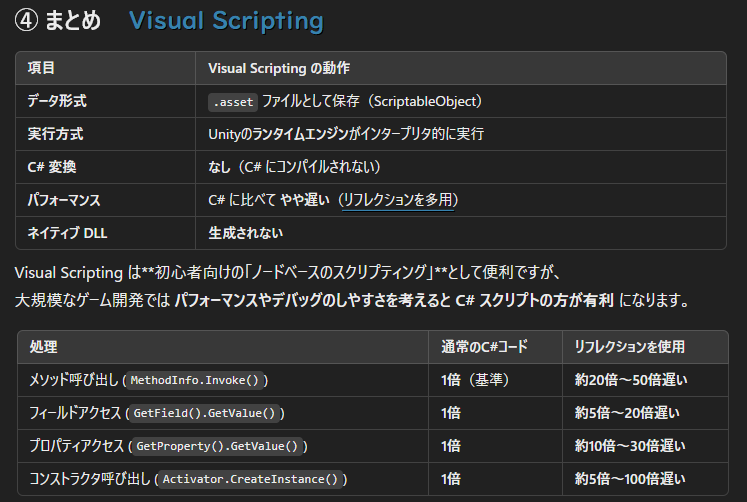 ④ まとめ Visual Scripting
項目 Visual Scripting の動作
データ形式 .asset ファイルとして保存（ScriptableObject）
実行方式 Unityのランタイムエンジンがインタープリタ的に実行
C# 変換 なし（C# にコンパイルされない）
パフォーマンス C# に比べて やや遅い（リフレクションを多用）
ネイティブ DLL 生成されない
Visual Scripting は**初心者向けの「ノードベースのスクリプティング」**として便利ですが、
大規模なゲーム開発では パフォーマンスやデバッグのしやすさを考えると C# スクリプトの方が有利 になります。
処理 通常のC#コード リフレクションを使用
メソッド呼び出し (MethodInfo.Invoke()) 1倍（基準） 約20倍〜50倍遅い
フィールドアクセス (GetField().GetValue()) 1倍 約5倍〜20倍遅い
プロパティアクセス (GetProperty().GetValue()) 1倍 約10倍〜30倍遅い
コンストラクタ呼び出し (Activator.CreateInstance()) 1倍 約5倍〜100倍遅い